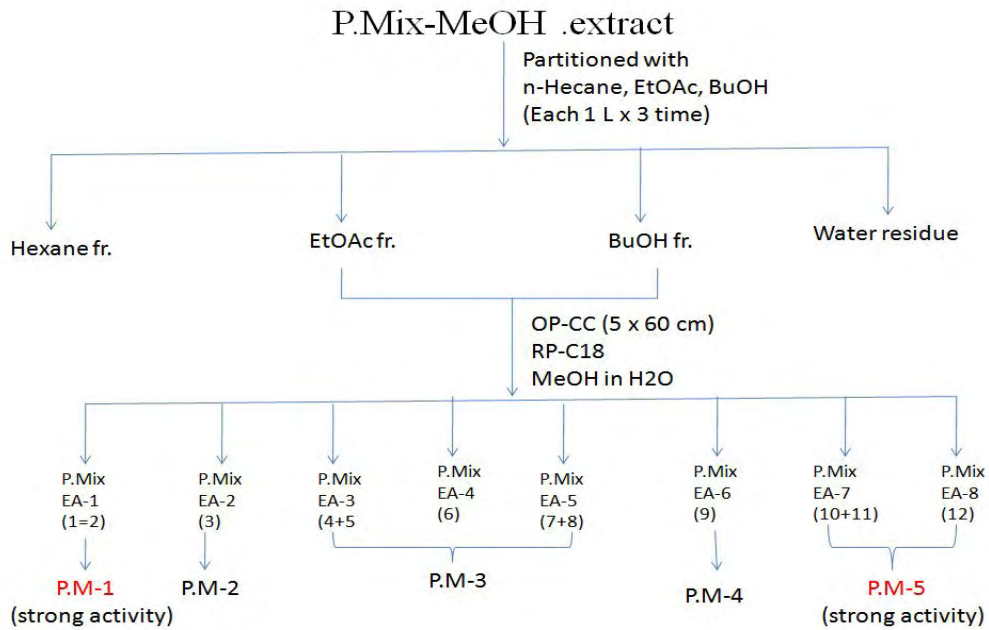 P.Mix-MeOH .extract
Partitioned with
n-Hecane, EtOAc, BuOH
(Each 1 L x 3 time)
Hexane fr.
EtOAc fr.
BuOH fr.
Water residue
OP-CC (5 x 60 cm)
RP-C18
MeOH in H2O
P.Mix
EA-1
(1=2)
P.Mix
EA-2
(3)
P.Mix
EA-3
(4+5
P.Mix
EA-4
(6)
P.Mix
EA-5
(7+8)
P.Mix
EA-6
(9)
P.Mix
EA-7
(10+11)
P.Mix
EA-8
(12)
P.M-1
(strong activity)
P.M-2
P.M-3
P.M-4
P.M-5
(strong activity)